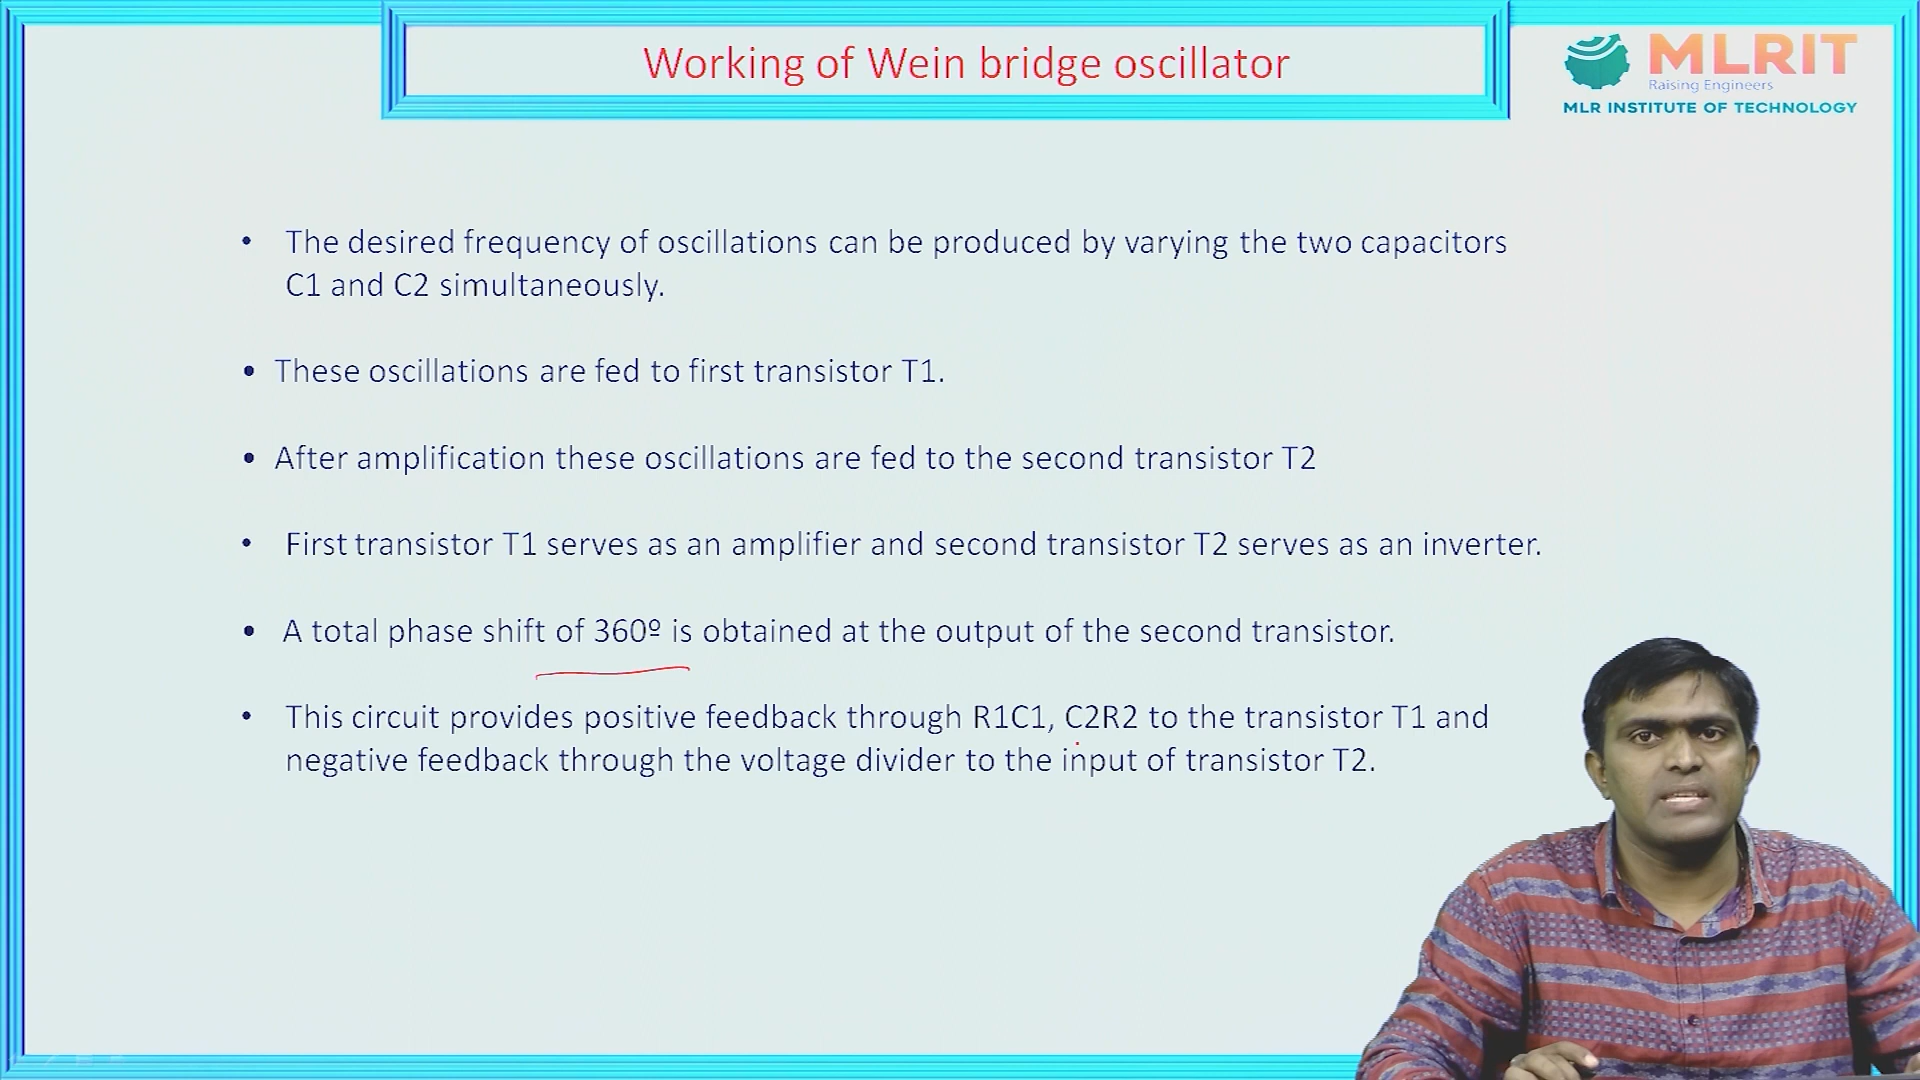 Working of Wein bridge oscillator
MLRIT
Raising Engineers
MLR INSTITUTE OF TECHNOLOGY
• The desired frequency of oscillations can be produced by varying the two capacitors
C1 and C2 simultaneously.
• These oscillations are fed to first transistor T1.
• After amplification these oscillations are fed to the second transistor T2
• First transistor T1 serves as an amplifier and second transistor T2 serves as an inverter.
• A total phase shift of 360º is obtained at the output of the second transistor.
• This circuit provides positive feedback through R1C1, C2R2 to the transistor T1 and
negative feedback through the voltage divider to the input of transistor T2.